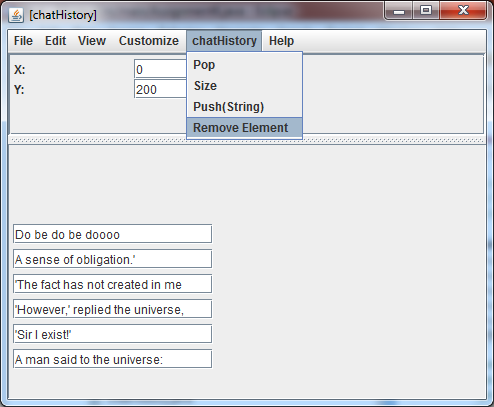 [chatHistory]
File Edit View Customize chatHistory Help
X: 0
Y: 200
Pop
Size
Push(String)
Remove Element
Do be do be doooo
A sense of obligation.'
'The fact has not created in me
'However,' replied the universe,
'Sir I exist!'
A man said to the universe: